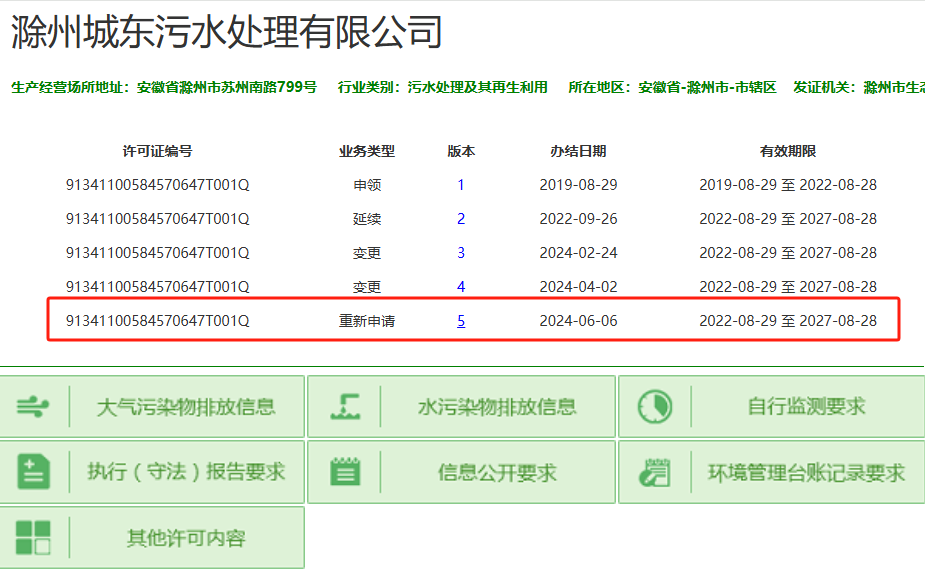 滁州城东污水处理有限公司
生产经营场所地址：安徽省滁州市苏州南路799号 行业类别：污水处理及其再生利用 所在地区：安徽省-滁州市-市辖区 发证机关：滁州市生态
许可证编号 业务类型 版本 办结日期 有效期限
91341100584570647T001Q 申领 1 2019-08-29 2019-08-29 至 2022-08-28
91341100584570647T001Q 延续 2 2022-09-26 2022-08-29 至 2027-08-28
91341100584570647T001Q 变更 3 2024-02-24 2022-08-29 至 2027-08-28
91341100584570647T001Q 变更 4 2024-04-02 2022-08-29 至 2027-08-28
91341100584570647T001Q 重新申请 5 2024-06-06 2022-08-29 至 2027-08-28
大气污染物排放信息 水污染物排放信息 自行监测要求
执行（守法）报告要求 信息公开要求 环境管理台账记录要求
其他许可内容